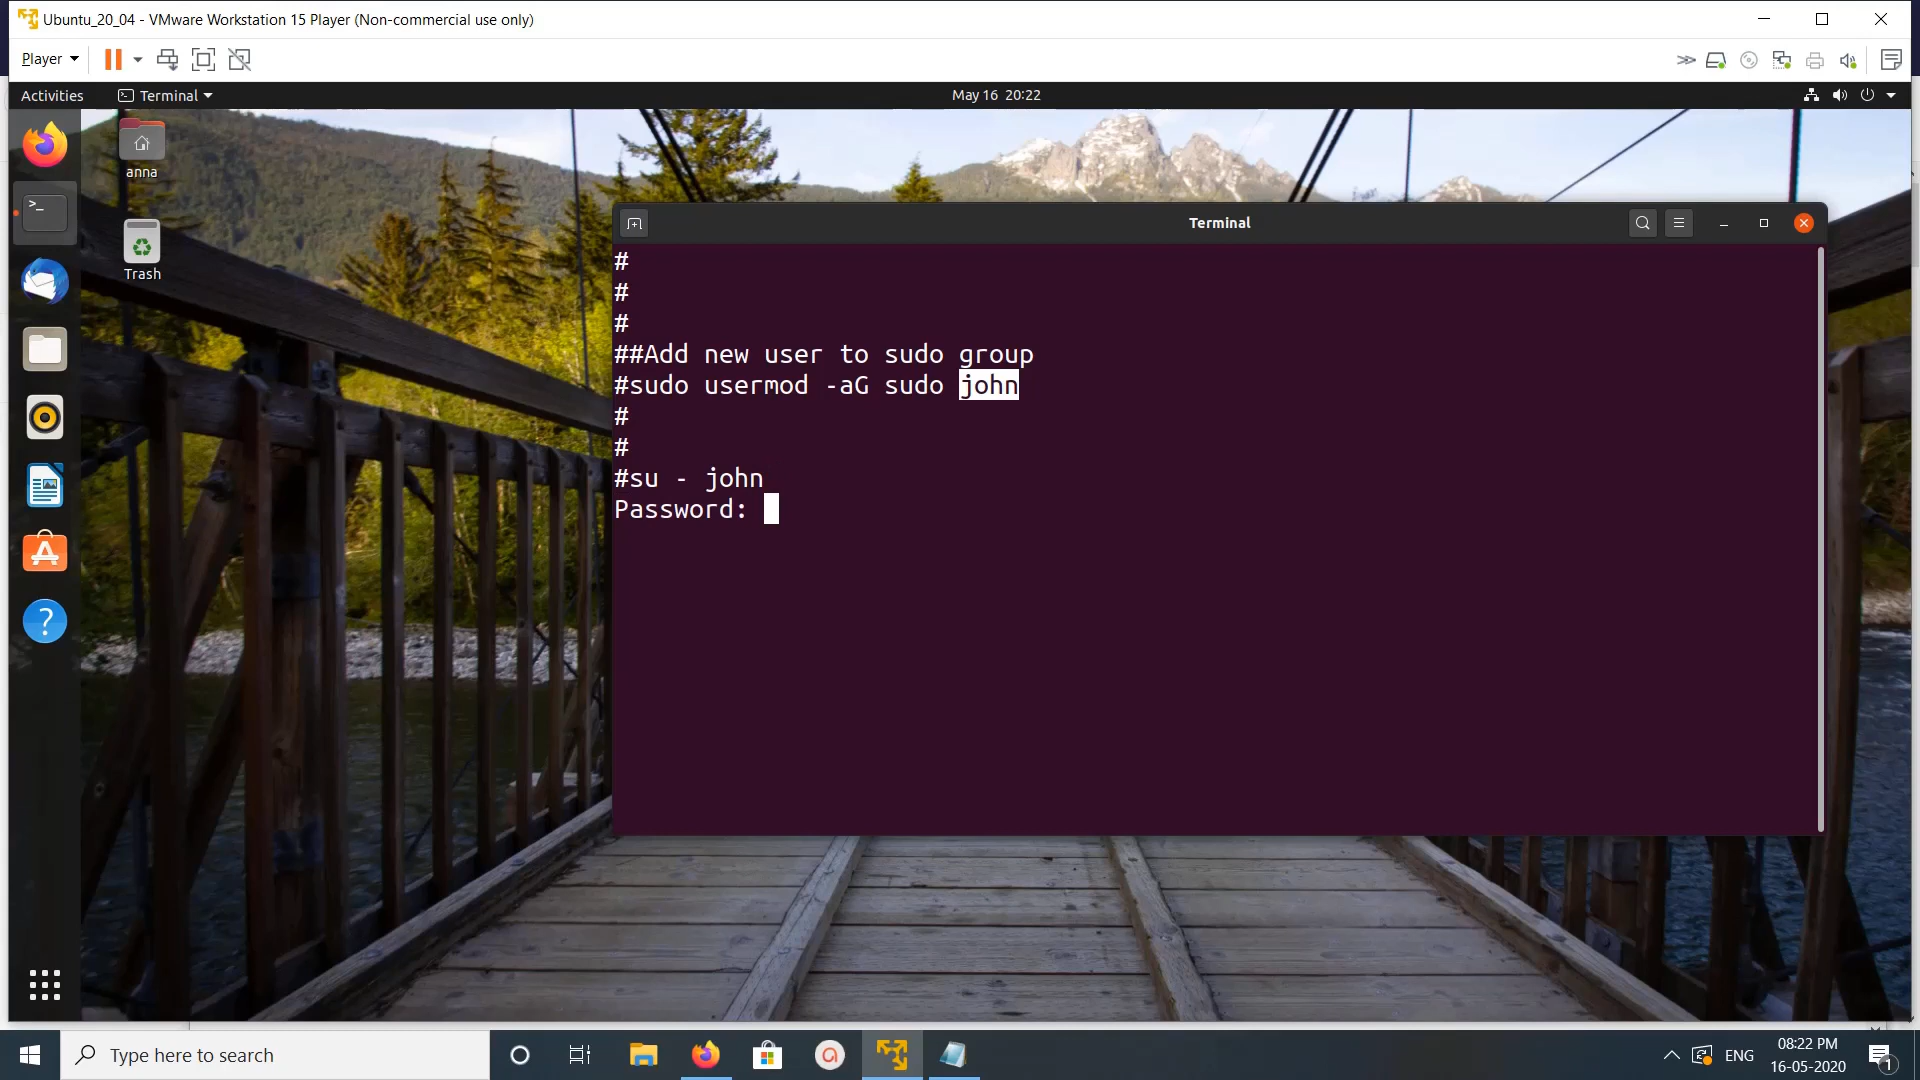 Ubuntu_20_04 - VMware Workstation 15 Player (Non-commercial use only)
Player
Activities
Terminal
May 16 20:22
anna
Trash
Terminal
#
#
#
##Add new user to sudo group
#sudo usermod -aG sudo john
#
#
#su - john
Password:
Type here to search
ENG
08:22 PM
16-05-2020
1